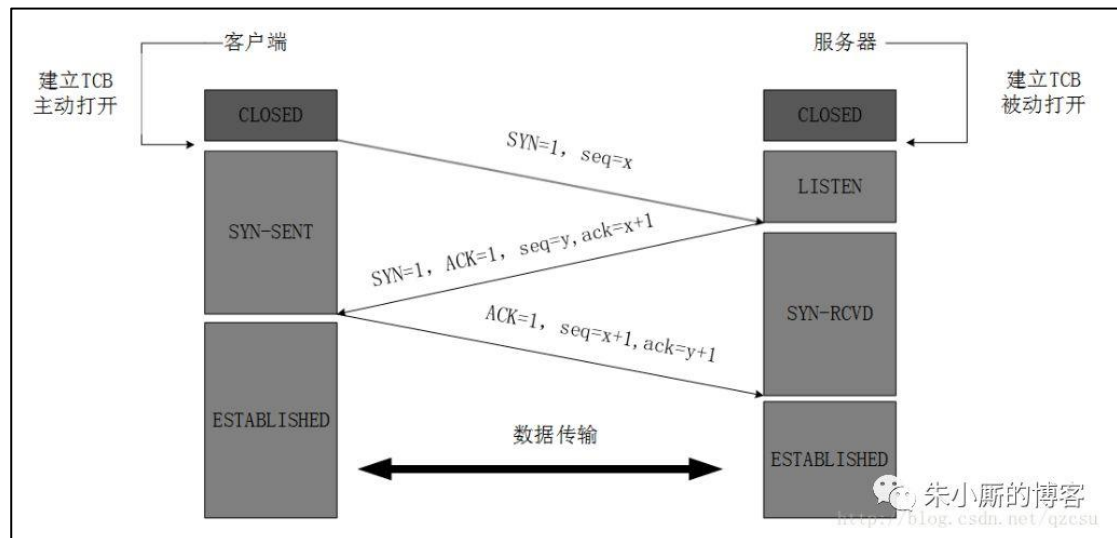 客户端
服务器
建立TCB
主动打开
建立TCB
被动打开
CLOSED
CLOSED
SYN=1, seq=x
LISTEN
SYN-SENT
SYN=1, ACK=1, seq=y,ack=x+1
SYN-RCVD
ACK=1, seq=x+1,ack=y+1
ESTABLISHED
数据传输
ESTABLISHED
朱小厮的博客
http://blog.csdn.net/qzcsu